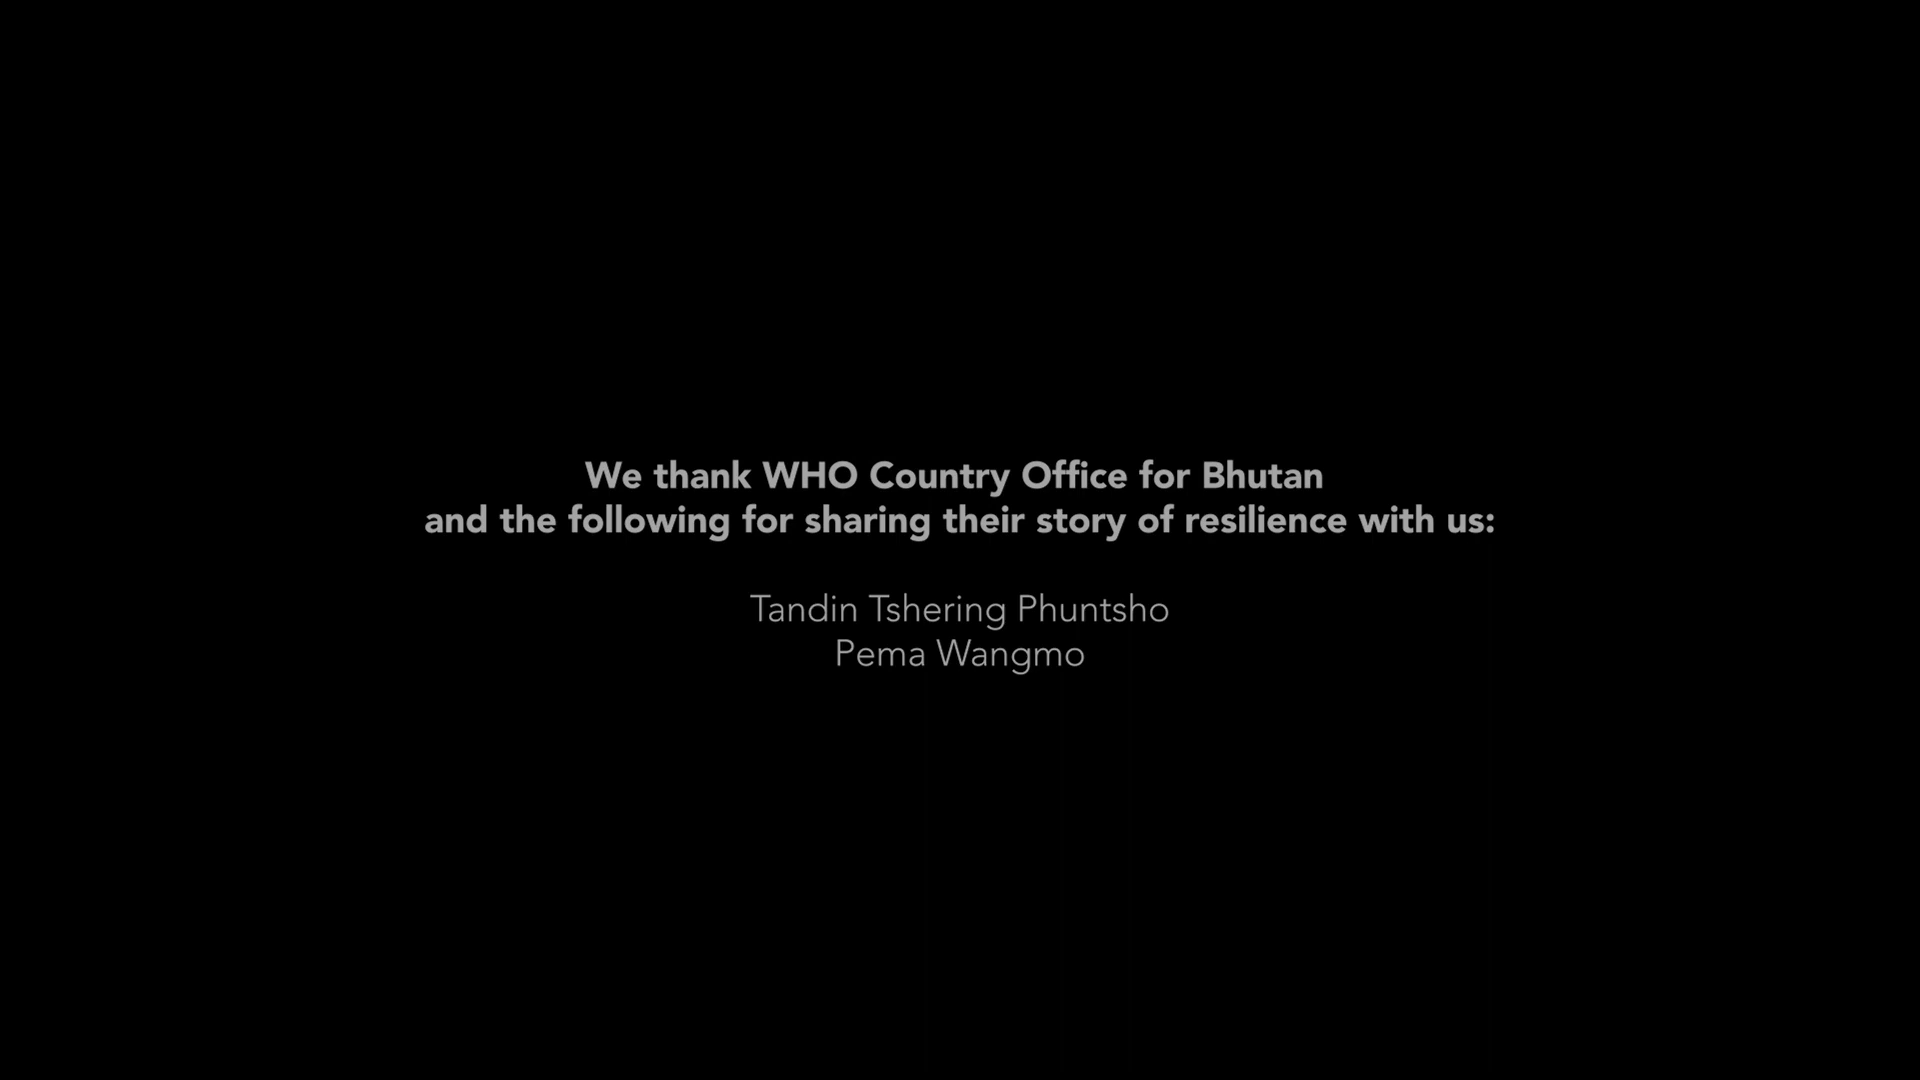 We thank WHO Country Office for Bhutan
and the following for sharing their story of resilience with us:
Tandin Tshering Phuntsho
Pema Wangmo